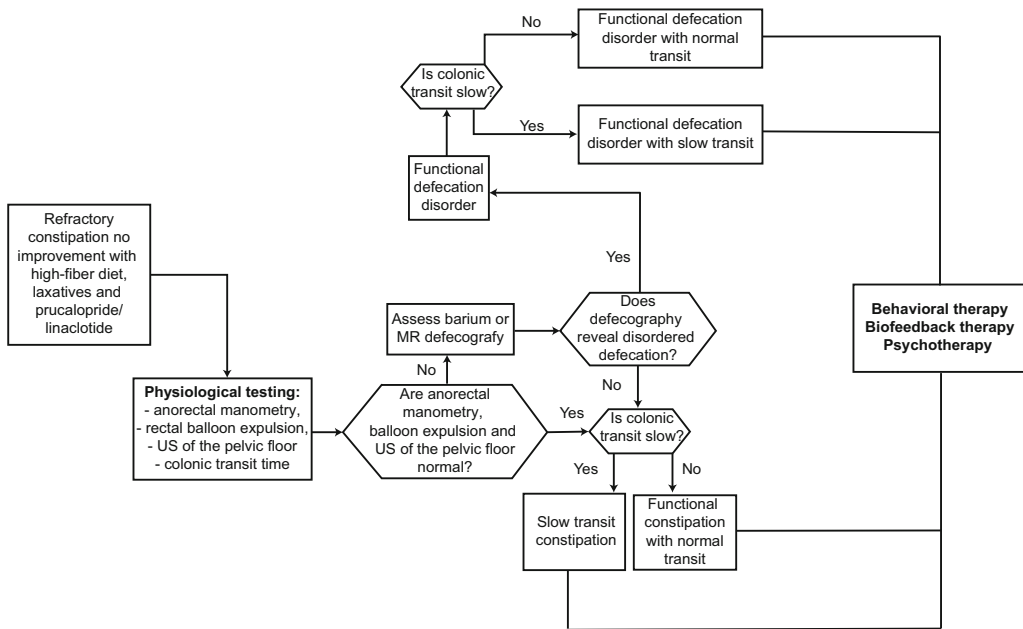 Refractory
constipation no
improvement with
high-fiber diet,
laxatives and
prucalopride/
linaclotide
Physiological testing:
- anorectal manometry,
- rectal balloon expulsion,
- US of the pelvic floor
- colonic transit time
Are anorectal
manometry,
balloon expulsion and
US of the pelvic floor
normal?
No
Assess barium or
MR defecografy
Does
defecography
reveal disordered
defecation?
Yes
Functional
defecation
disorder
Is colonic
transit slow?
No
Functional defecation
disorder with normal
transit
Yes
Functional defecation
disorder with slow transit
No
Yes
Is colonic
transit slow?
Yes
No
Slow transit
constipation
Functional
constipation
with normal
transit
Behavioral therapy
Biofeedback therapy
Psychotherapy